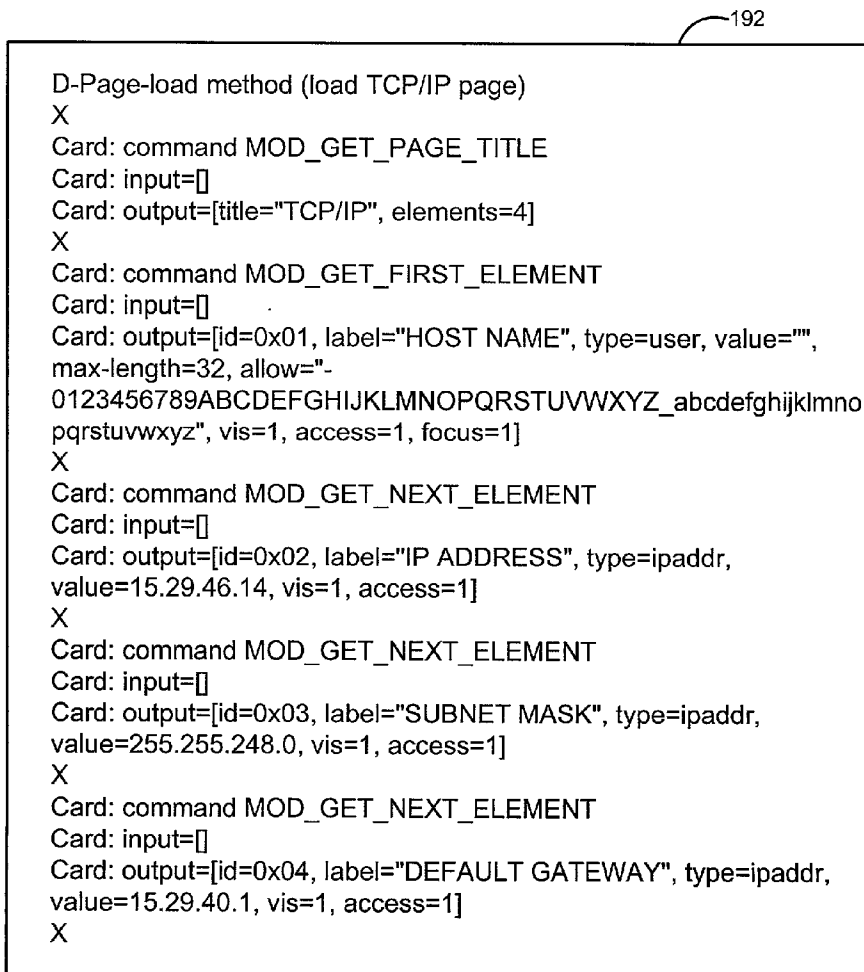 192
D-Page-load method (load TCP/IP page)
X
Card: command MOD_GET_PAGE_TITLE
Card: input=[]
Card: output=[title="TCP/IP", elements=4]
X
Card: command MOD_GET_FIRST_ELEMENT
Card: input=[]
Card: output=[id=0x01, label="HOST NAME", type=user, value="",
max-length=32, allow="-
0123456789ABCDEFGHIJKLMNOPQRSTUVWXYZ_abcdefghijklmno
pqrstuvwxyz", vis=1, access=1, focus=1]
X
Card: command MOD_GET_NEXT_ELEMENT
Card: input=[]
Card: output=[id=0x02, label="IP ADDRESS", type=ipaddr,
value=15.29.46.14, vis=1, access=1]
X
Card: command MOD_GET_NEXT_ELEMENT
Card: input=[]
Card: output=[id=0x03, label="SUBNET MASK", type=ipaddr,
value=255.255.248.0, vis=1, access=1]
X
Card: command MOD_GET_NEXT_ELEMENT
Card: input=[]
Card: output=[id=0x04, label="DEFAULT GATEWAY", type=ipaddr,
value=15.29.40.1, vis=1, access=1]
X